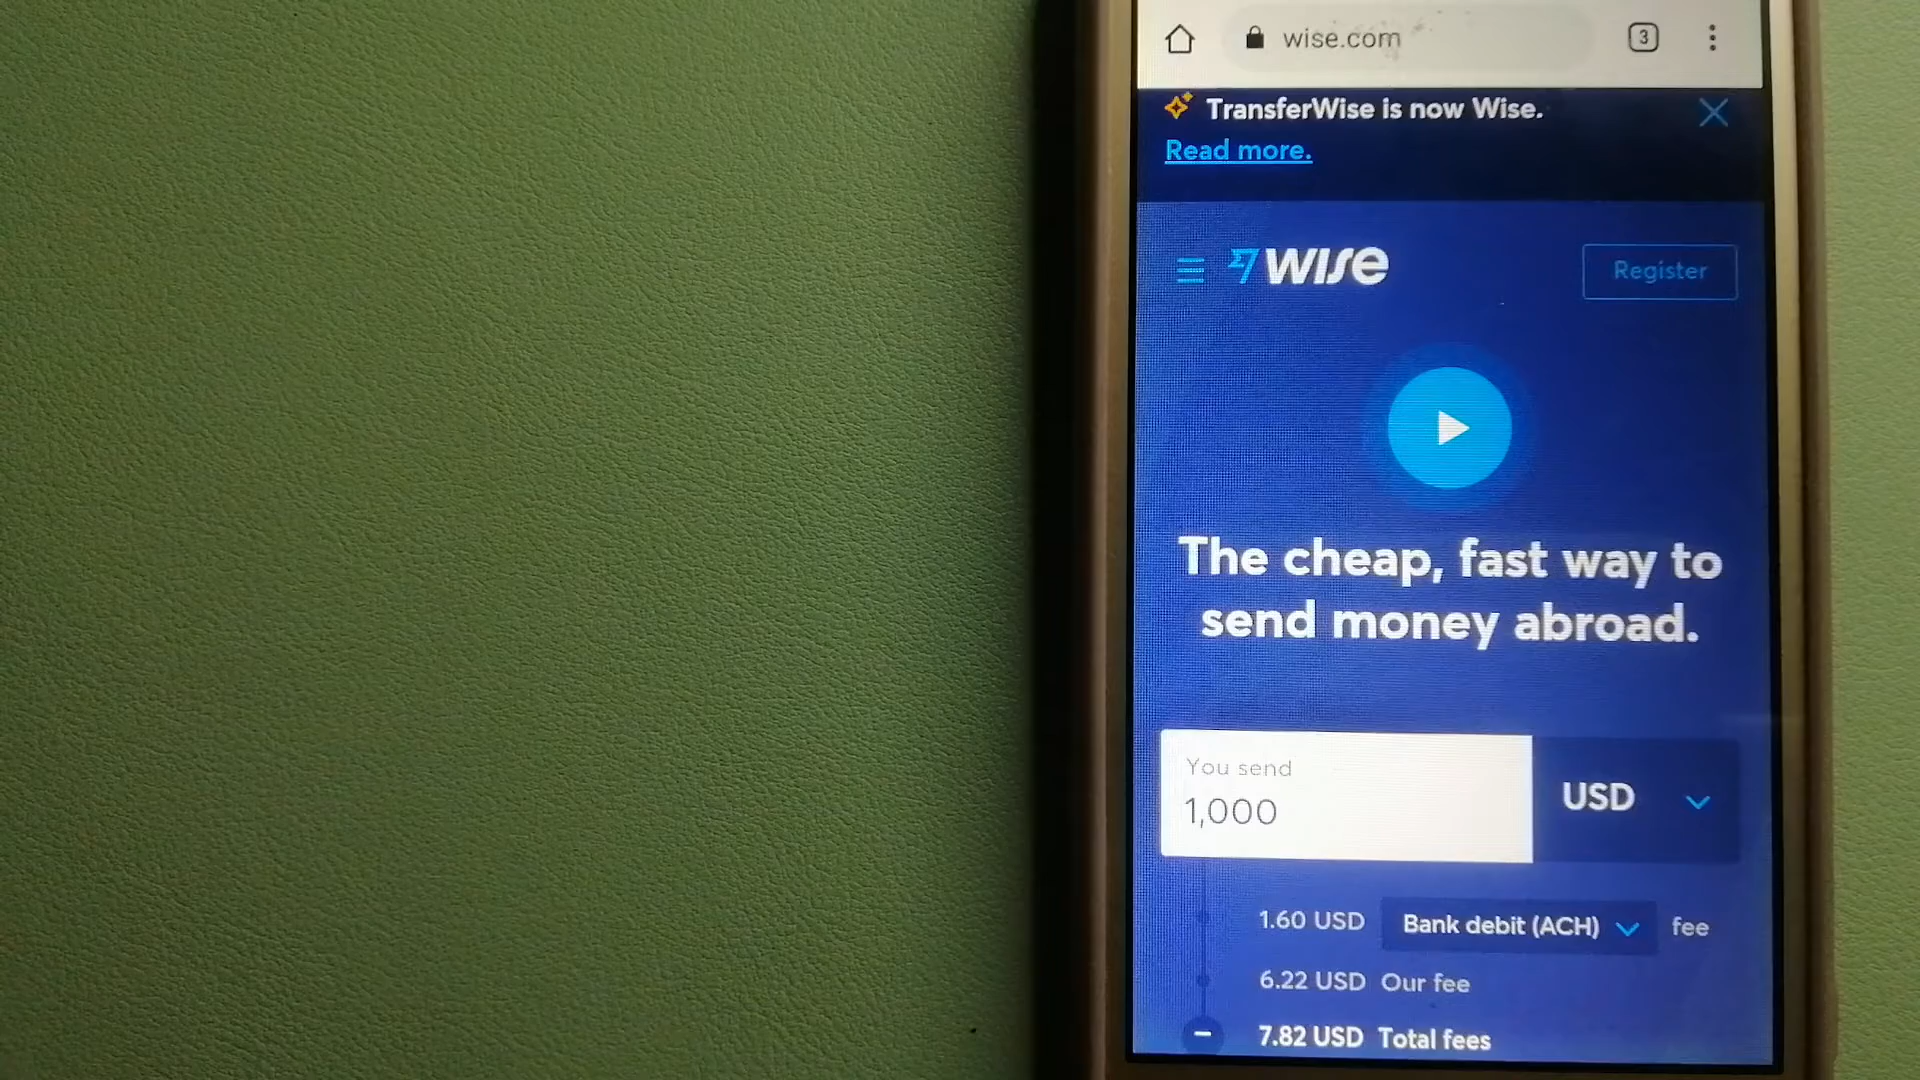 wise.com
3
TransferWise is now Wise.
Read more.
wise
Register
The cheap, fast way to
send money abroad.
You send
1,000
USD
1.60 USD Bank debit (ACH) fee
6.22 USD Our fee
7.82 USD Total fees